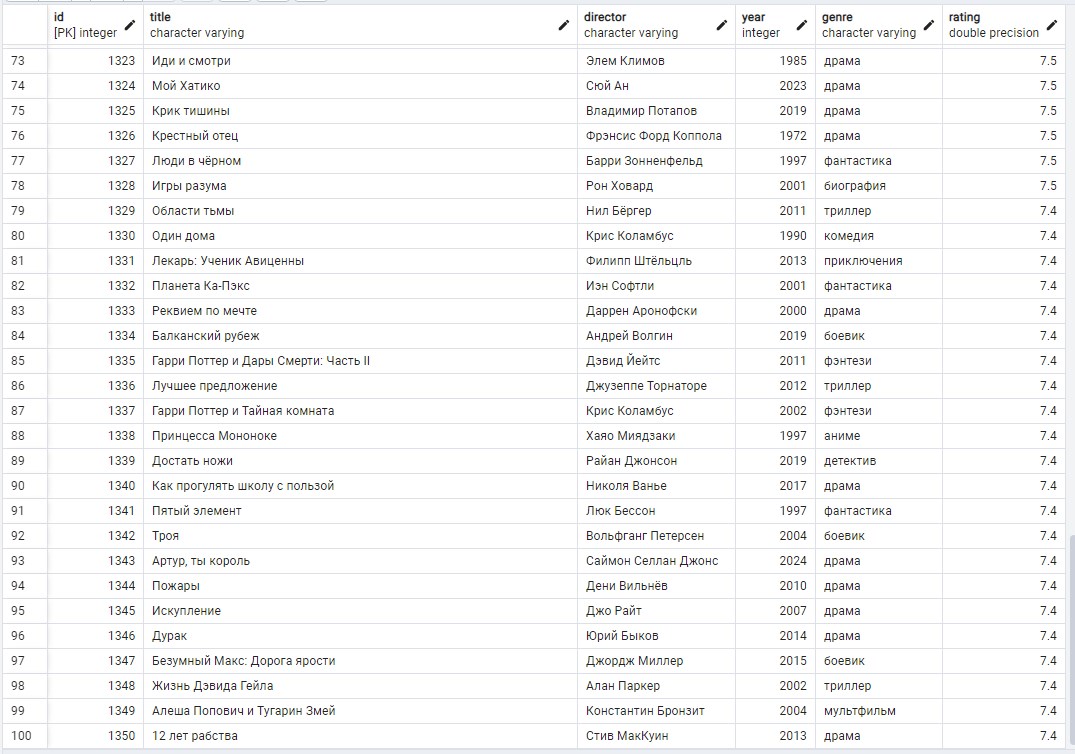 id title director year genre rating
[PK] integer character varying character varying integer character varying double precision
73 1323 Иди и смотри Элем Климов 1985 драма 7.5
74 1324 Мой Хатико Сюй Ан 2023 драма 7.5
75 1325 Крик тишины Владимир Потапов 2019 драма 7.5
76 1326 Крестный отец Фрэнсис Форд Коппола 1972 драма 7.5
77 1327 Люди в чёрном Барри Зонненфельд 1997 фантастика 7.5
78 1328 Игры разума Рон Ховард 2001 биография 7.5
79 1329 Области тьмы Нил Бёргер 2011 триллер 7.4
80 1330 Один дома Крис Коламбус 1990 комедия 7.4
81 1331 Лекарь: Ученик Авиценны Филипп Штёльцль 2013 приключения 7.4
82 1332 Планета Ка-Пэкс Иэн Софтли 2001 фантастика 7.4
83 1333 Реквием по мечте Даррен Аронофски 2000 драма 7.4
84 1334 Балканский рубеж Андрей Волгин 2019 боевик 7.4
85 1335 Гарри Поттер и Дары Смерти: Часть II Дэвид Йейтс 2011 фэнтези 7.4
86 1336 Лучшее предложение Джузеппе Торнаторе 2012 триллер 7.4
87 1337 Гарри Поттер и Тайная комната Крис Коламбус 2002 фэнтези 7.4
88 1338 Принцесса Мононоке Хаяо Миядзаки 1997 аниме 7.4
89 1339 Достать ножи Райан Джонсон 2019 детектив 7.4
90 1340 Как прогулять школу с пользой Николя Ванье 2017 драма 7.4
91 1341 Пятый элемент Люк Бессон 1997 фантастика 7.4
92 1342 Троя Вольфганг Петерсен 2004 боевик 7.4
93 1343 Артур, ты король Саймон Селлан Джонс 2024 драма 7.4
94 1344 Пожары Дени Вильнёв 2010 драма 7.4
95 1345 Искупление Джо Райт 2007 драма 7.4
96 1346 Дурак Юрий Быков 2014 драма 7.4
97 1347 Безумный Макс: Дорога ярости Джордж Миллер 2015 боевик 7.4
98 1348 Жизнь Дэвида Гейла Алан Паркер 2002 триллер 7.4
99 1349 Алеша Попович и Тугарин Змей Константин Бронзит 2004 мультфильм 7.4
100 1350 12 лет рабства Стив МакКуин 2013 драма 7.4